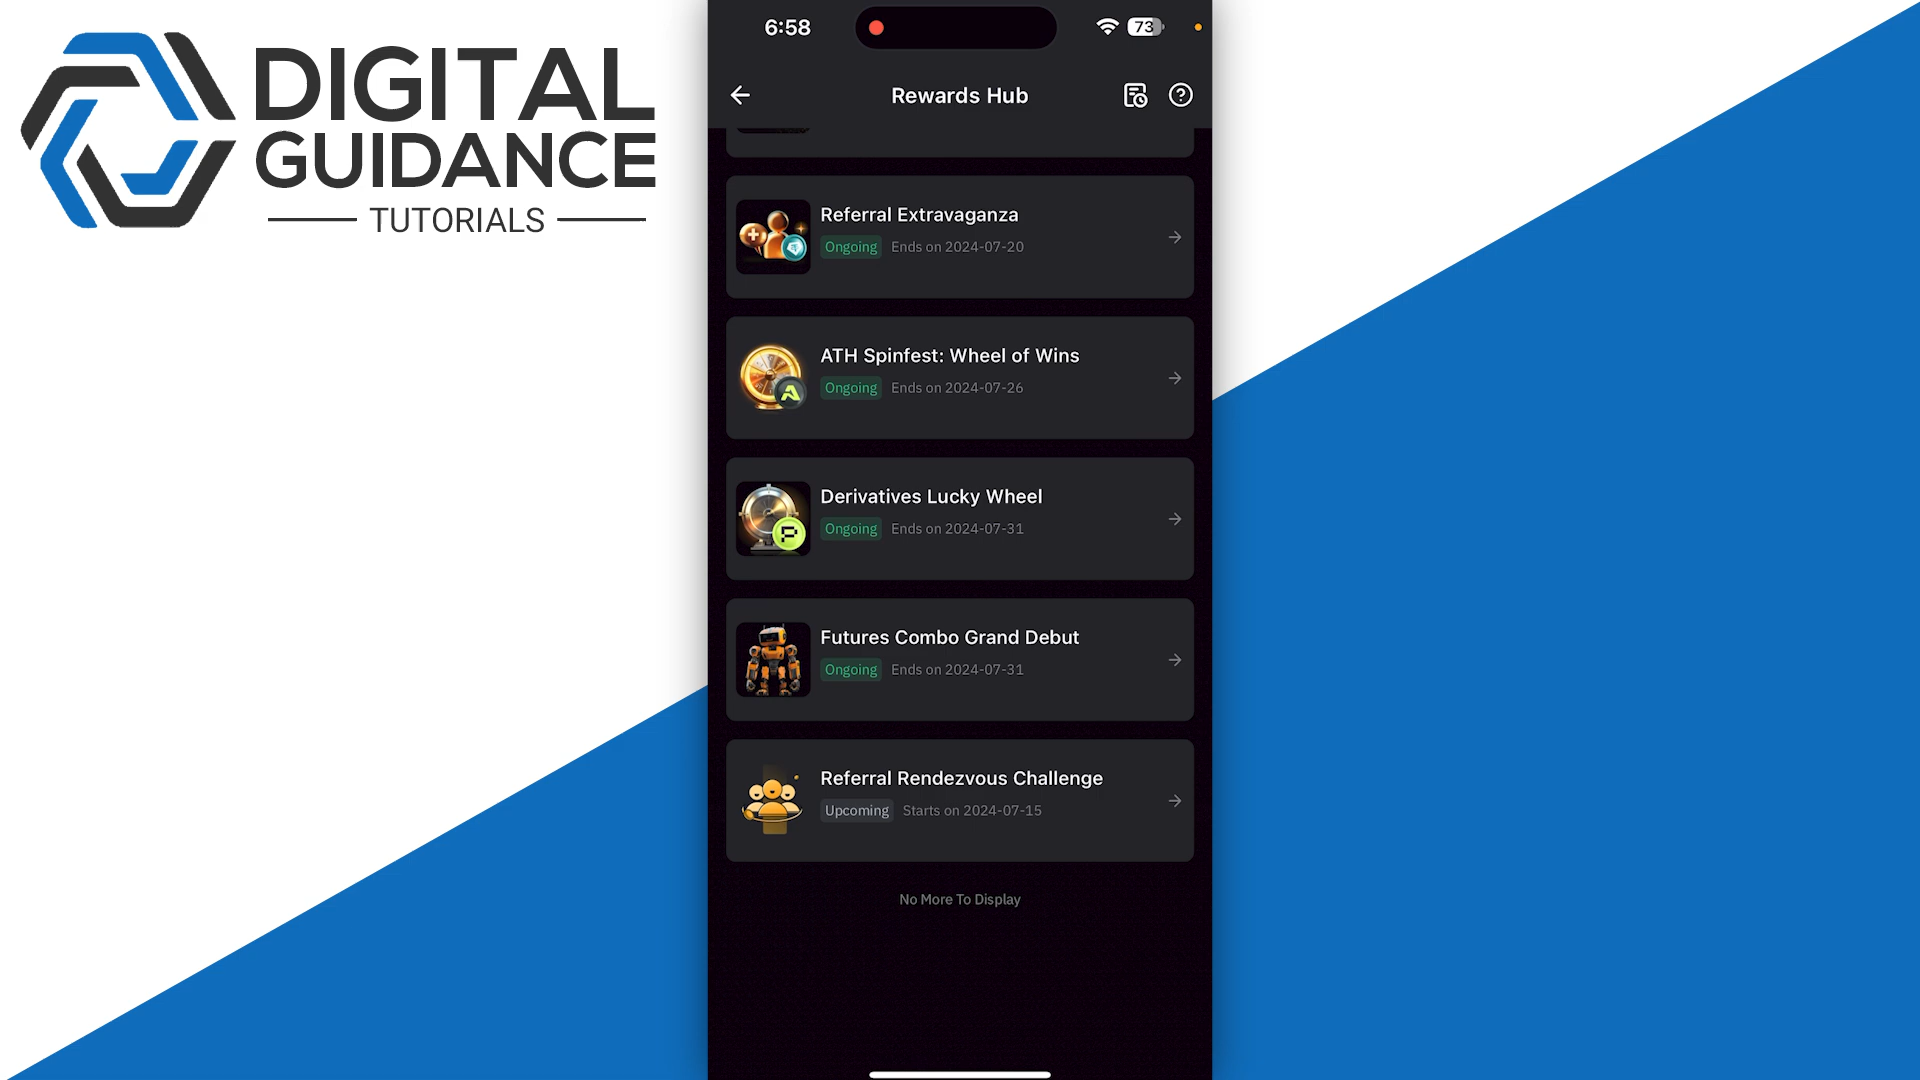 DIGITAL
GUIDANCE
TUTORIALS
6:58
73
Rewards Hub
Referral Extravaganza
Ongoing Ends on 2024-07-20
ATH Spinfest: Wheel of Wins
Ongoing Ends on 2024-07-26
Derivatives Lucky Wheel
Ongoing Ends on 2024-07-31
Futures Combo Grand Debut
Ongoing Ends on 2024-07-31
Referral Rendezvous Challenge
Upcoming Starts on 2024-07-15
No More To Display